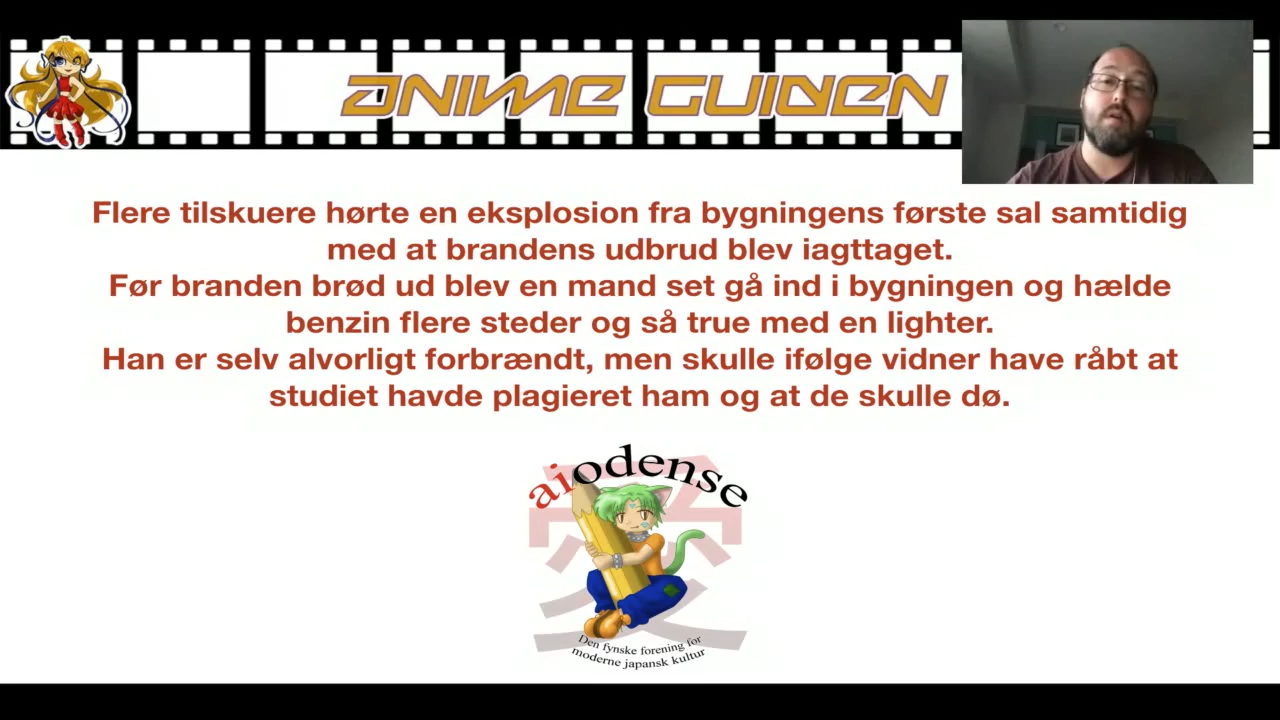 ANIME GUIDEN
Flere tilskuere hørte en eksplosion fra bygningens første sal samtidig
med at brandens udbrud blev iagttaget.
Før branden brød ud blev en mand set gå ind i bygningen og hælde
benzin flere steder og så true med en lighter.
Han er selv alvorligt forbrændt, men skulle ifølge vidner have råbt at
studiet havde plagieret ham og at de skulle dø.
aiodense
愛
Den fynske forening for
moderne japansk kultur